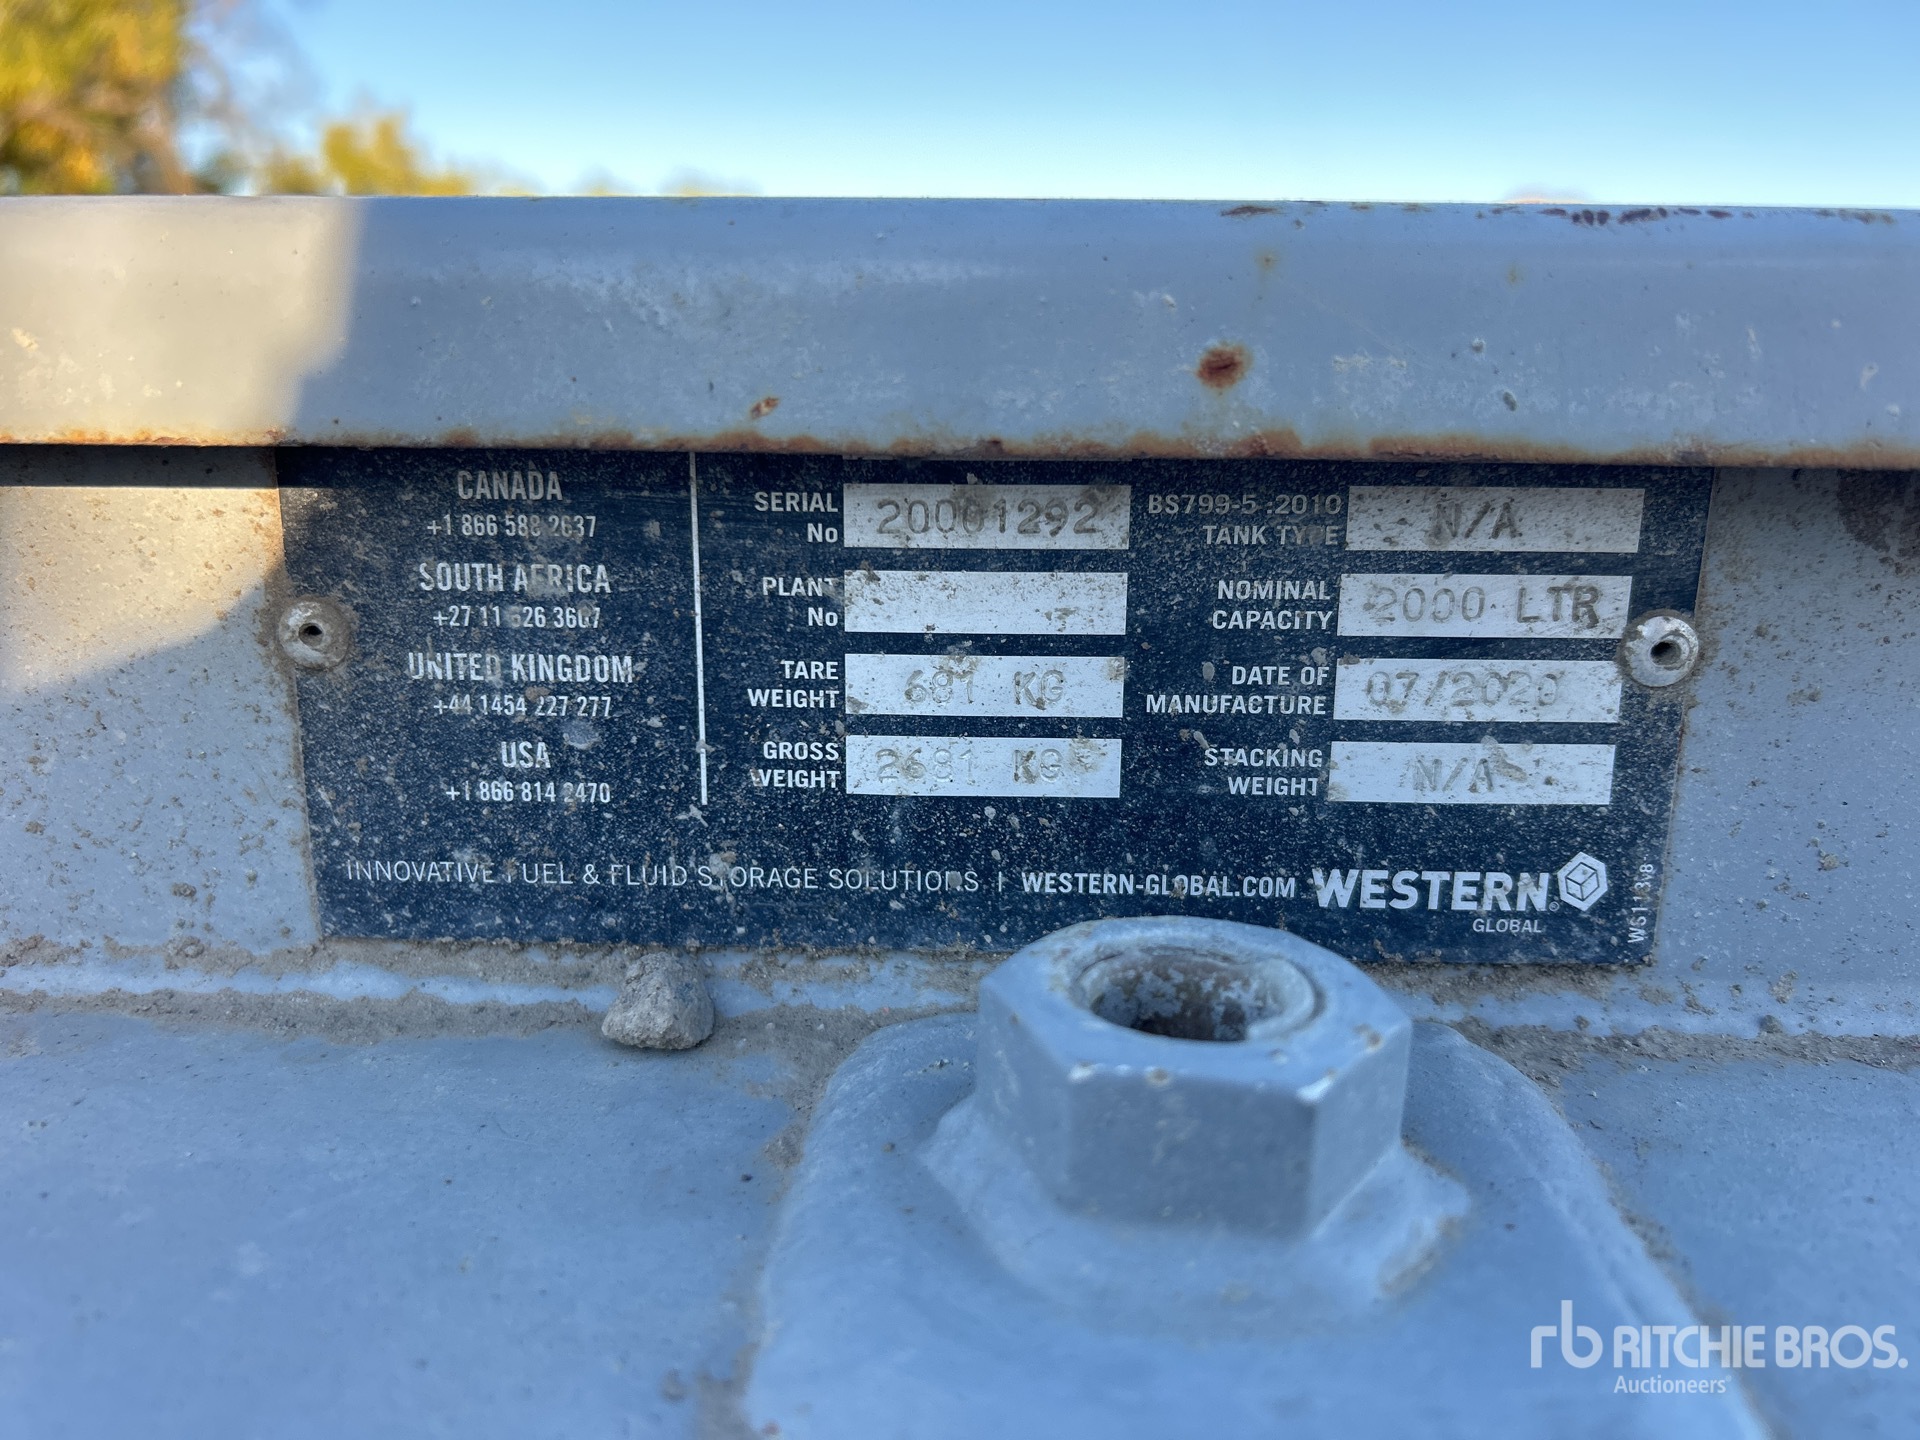 CANADA
+1 866 588 2637
SOUTH AFRICA
+27 11 626 3607
UNITED KINGDOM
+44 1454 227 277
USA
+1 866 814 2470
SERIAL No 20001292
PLANT No
TARE WEIGHT 681 KG
GROSS WEIGHT 2681 KG
BS799-5 :2010 TANK TYPE N/A
NOMINAL CAPACITY 2000 LTR
DATE OF MANUFACTURE 07/2020
STACKING WEIGHT N/A
INNOVATIVE FUEL & FLUID STORAGE SOLUTIONS | WESTERN-GLOBAL.COM WESTERN
GLOBAL
W6113.8
rb RITCHIE BROS.
Auctioneers